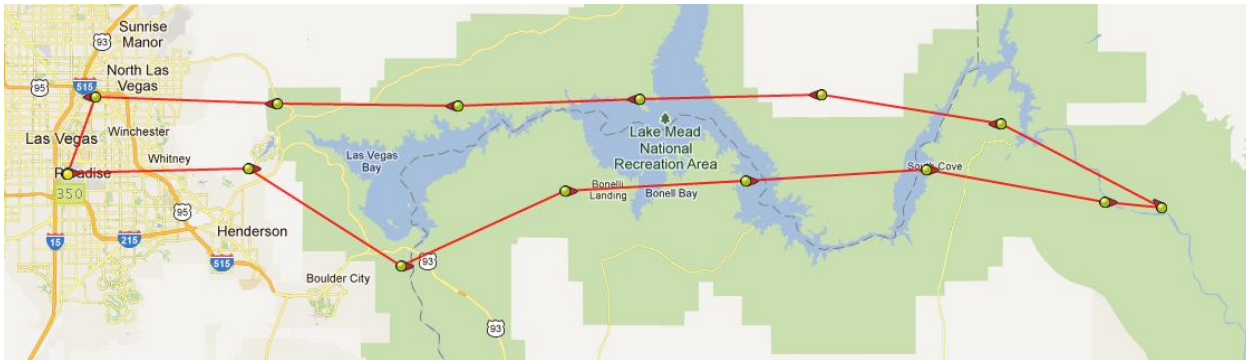 Sunrise
Manor
93
North Las
Vegas
515
95
Las Vegas
Winchester
Whitney
Paradise
350
Las Vegas
Bay
Lake Mead
National
Recreation Area
South Cove
Bonelli
Landing
Bonell Bay
95
15
215
Henderson
515
Boulder City
93
93